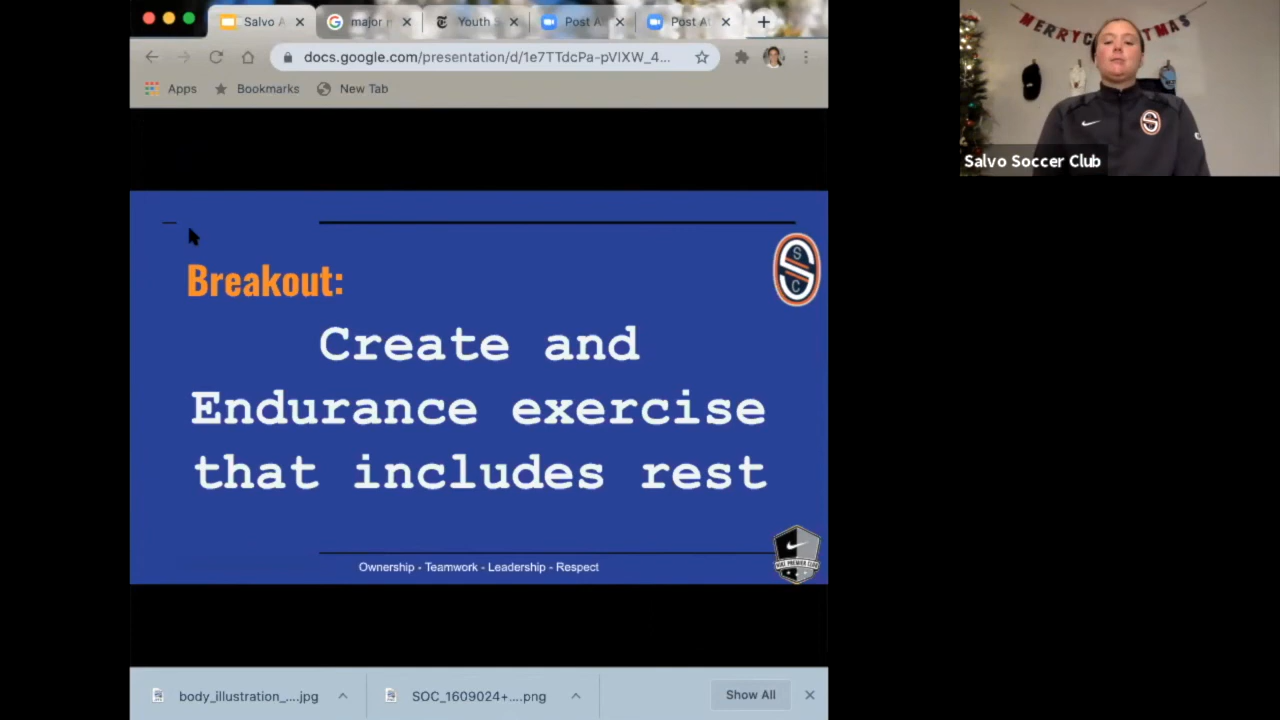 Salvo A
major r
Youth S
Post A
Post At
docs.google.com/presentation/d/1e7TTdcPa-pVIXW_4...
Apps
Bookmarks
New Tab
Breakout:
Create and
Endurance exercise
that includes rest
S
C
Ownership - Teamwork - Leadership - Respect
body_illustration_....jpg
SOC_1609024+....png
Show All
Salvo Soccer Club